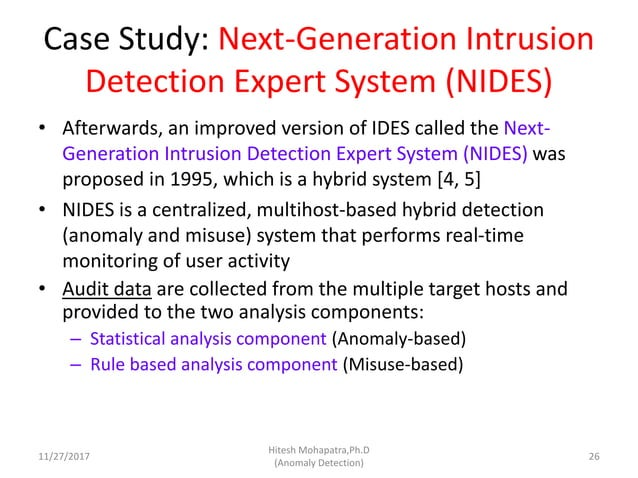 Case Study: Next-Generation Intrusion
Detection Expert System (NIDES)
• Afterwards, an improved version of IDES called the Next-
Generation Intrusion Detection Expert System (NIDES) was
proposed in 1995, which is a hybrid system [4, 5]
• NIDES is a centralized, multihost-based hybrid detection
(anomaly and misuse) system that performs real-time
monitoring of user activity
• Audit data are collected from the multiple target hosts and
provided to the two analysis components:
– Statistical analysis component (Anomaly-based)
– Rule based analysis component (Misuse-based)
11/27/2017
Hitesh Mohapatra,Ph.D
(Anomaly Detection)
26